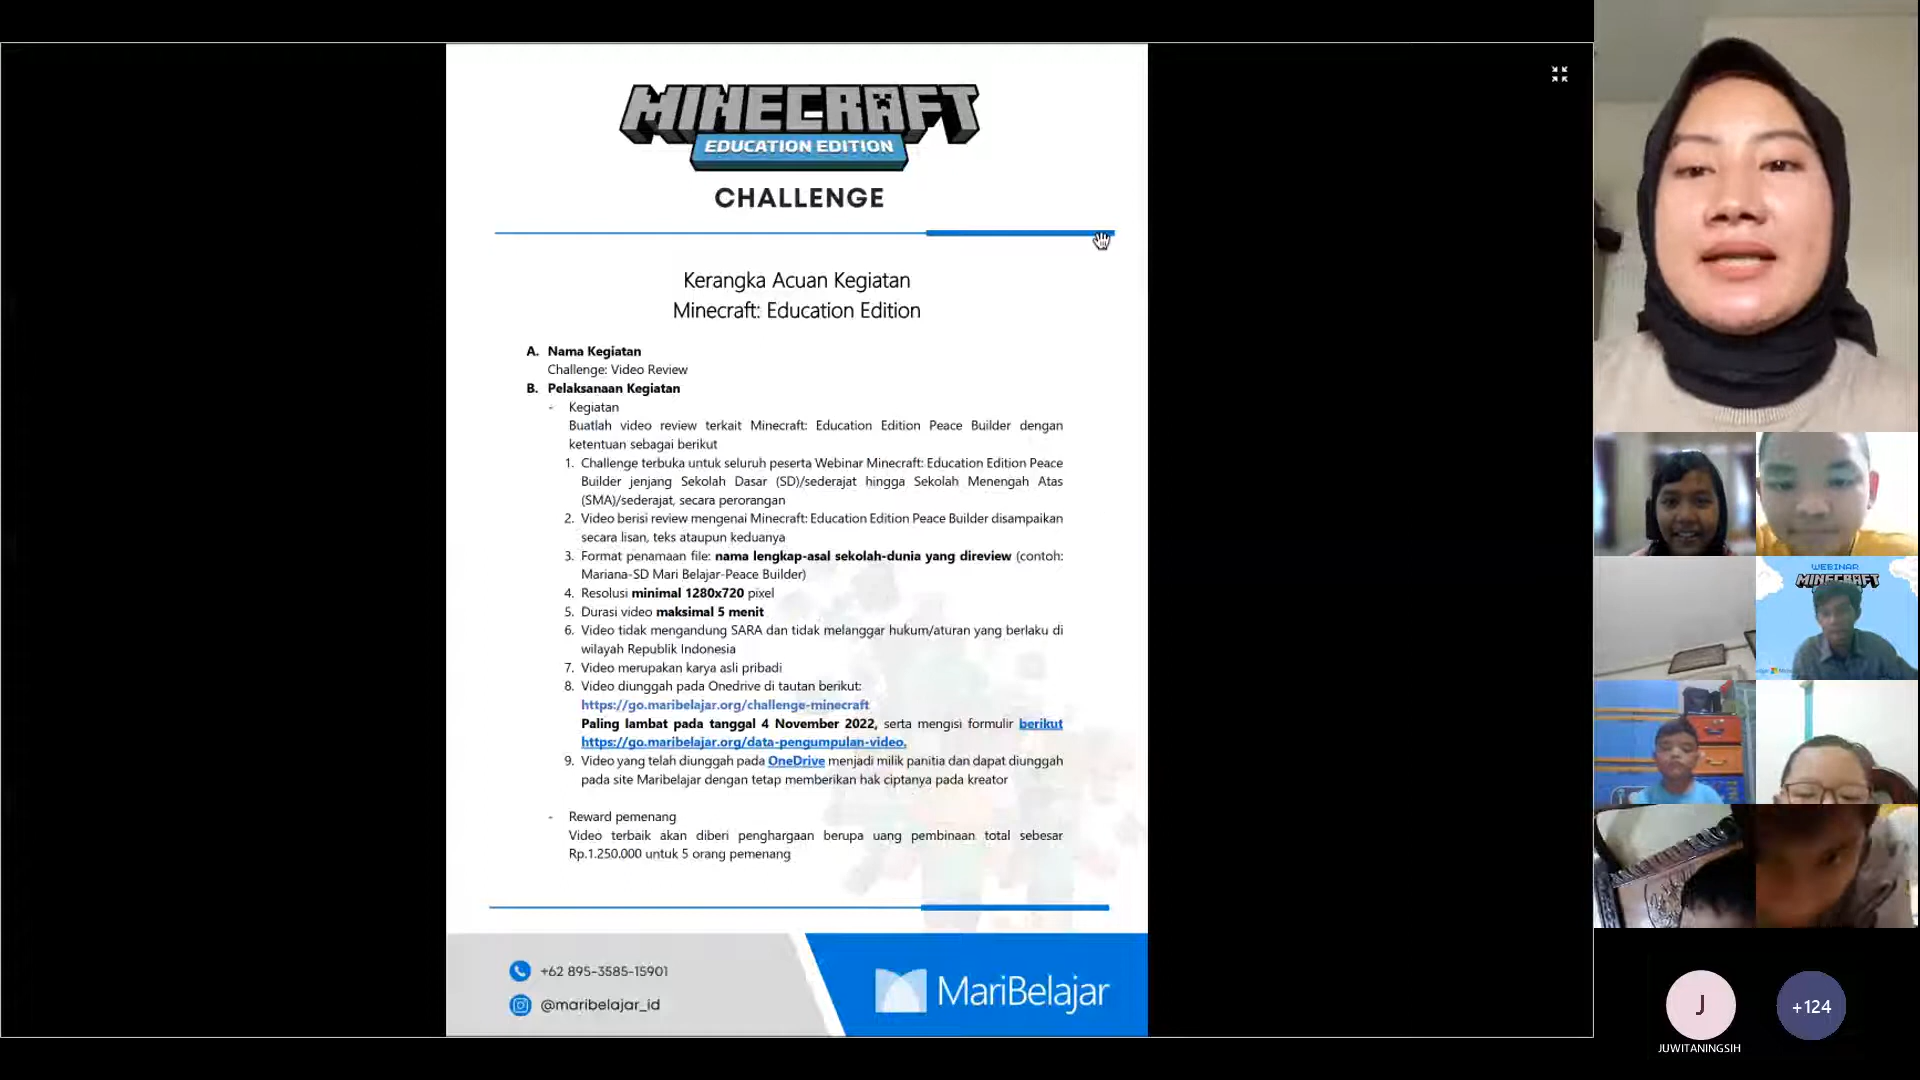 MINECRAFT
EDUCATION EDITION
CHALLENGE
Kerangka Acuan Kegiatan
Minecraft: Education Edition
A. Nama Kegiatan
Challenge: Video Review
B. Pelaksanaan Kegiatan
- Kegiatan
Buatlah video review terkait Minecraft: Education Edition Peace Builder dengan
ketentuan sebagai berikut
1. Challenge terbuka untuk seluruh peserta Webinar Minecraft: Education Edition Peace
Builder jenjang Sekolah Dasar (SD)/sederajat hingga Sekolah Menengah Atas
(SMA)/sederajat, secara perorangan
2. Video berisi review mengenai Minecraft: Education Edition Peace Builder disampaikan
secara lisan, teks ataupun keduanya
3. Format penamaan file: nama lengkap-asal sekolah-dunia yang direview (contoh:
Mariana-SD Mari Belajar-Peace Builder)
4. Resolusi minimal 1280x720 pixel
5. Durasi video maksimal 5 menit
6. Video tidak mengandung SARA dan tidak melanggar hukum/aturan yang berlaku di
wilayah Republik Indonesia
7. Video merupakan karya asli pribadi
8. Video diunggah pada Onedrive di tautan berikut:
https://go.maribelajar.org/challenge-minecraft
Paling lambat pada tanggal 4 November 2022, serta mengisi formulir berikut
https://go.maribelajar.org/data-pengumpulan-video.
9. Video yang telah diunggah pada OneDrive menjadi milik panitia dan dapat diunggah
pada site Maribelajar dengan tetap memberikan hak ciptanya pada kreator
- Reward pemenang
Video terbaik akan diberi penghargaan berupa uang pembinaan total sebesar
Rp.1.250.000 untuk 5 orang pemenang
+62 895-3585-15901
@maribelajar_id
MariBelajar
WEBINAR
MINECRAFT
J
+124
JUWITANINGSIH